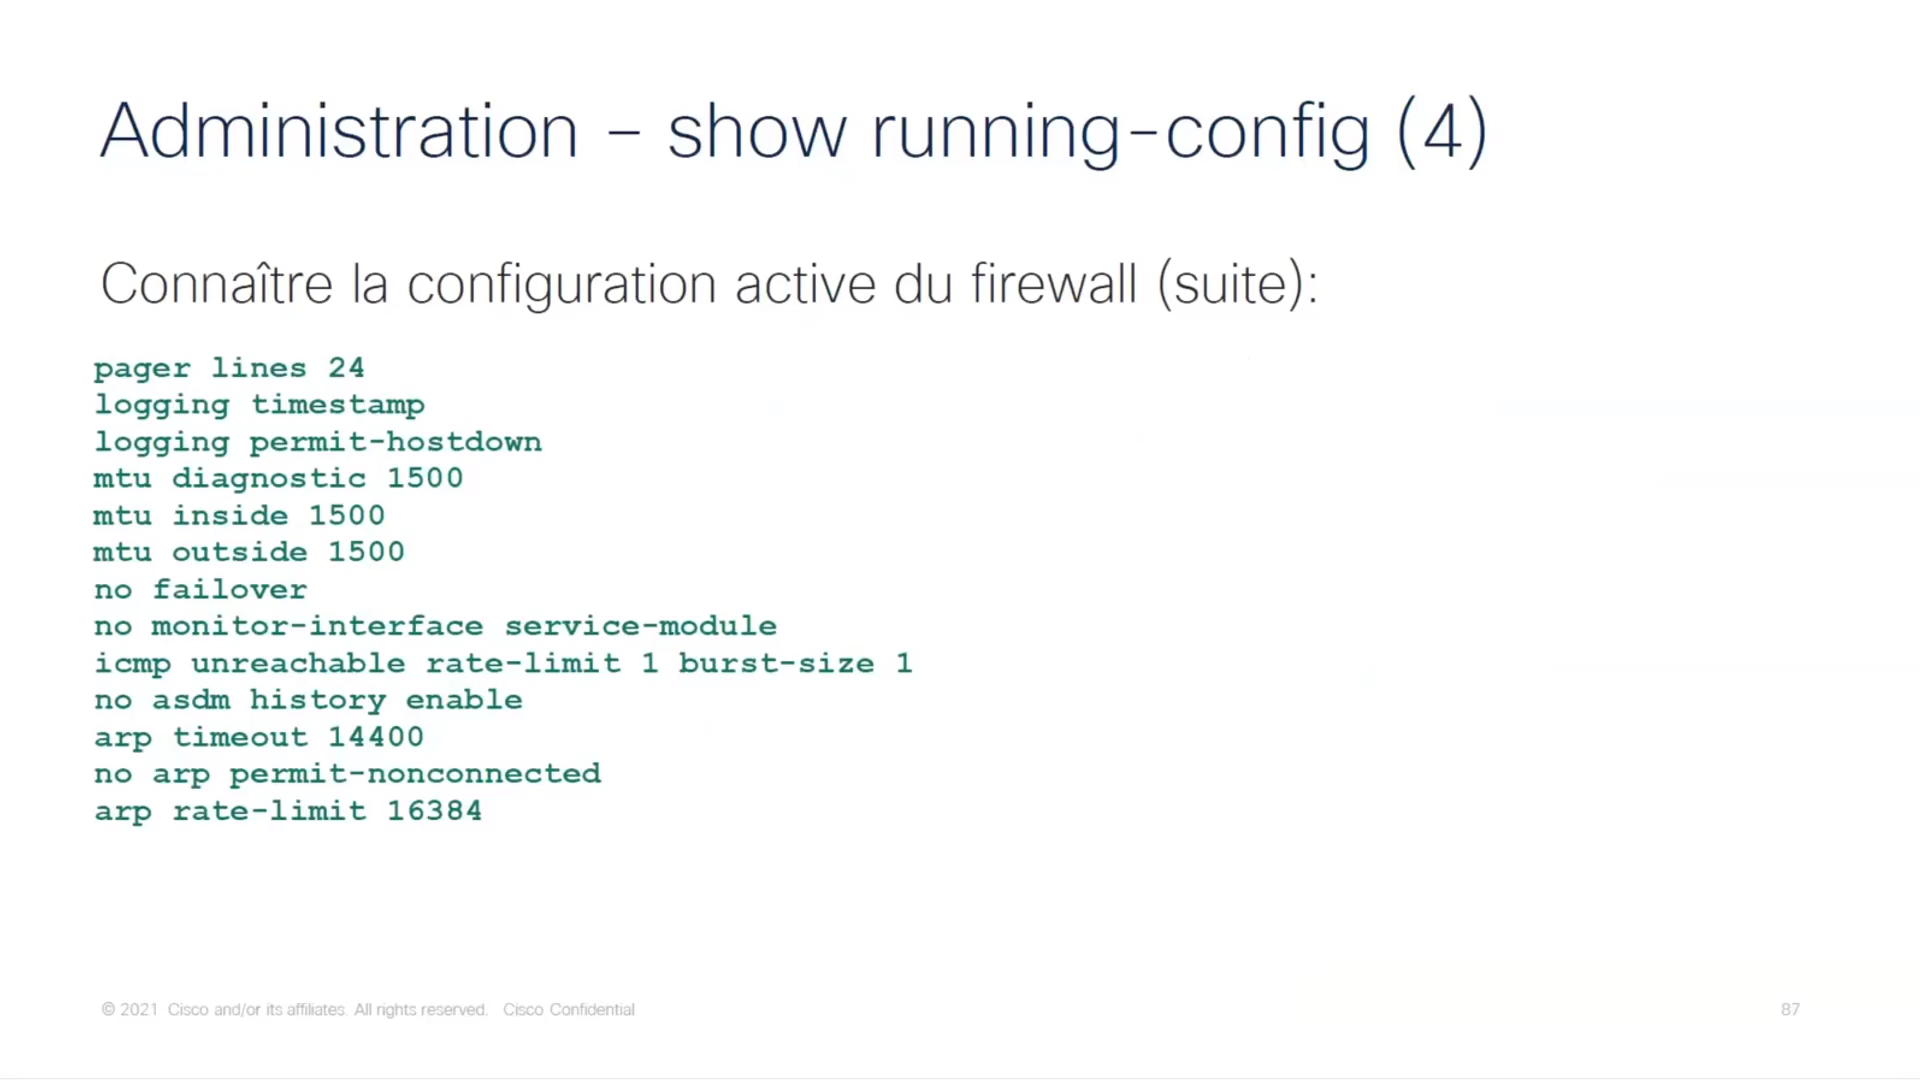 Administration – show running-config (4)
Connaître la configuration active du firewall (suite):
pager lines 24
logging timestamp
logging permit-hostdown
mtu diagnostic 1500
mtu inside 1500
mtu outside 1500
no failover
no monitor-interface service-module
icmp unreachable rate-limit 1 burst-size 1
no asdm history enable
arp timeout 14400
no arp permit-nonconnected
arp rate-limit 16384
© 2021 Cisco and/or its affiliates. All rights reserved. Cisco Confidential
87